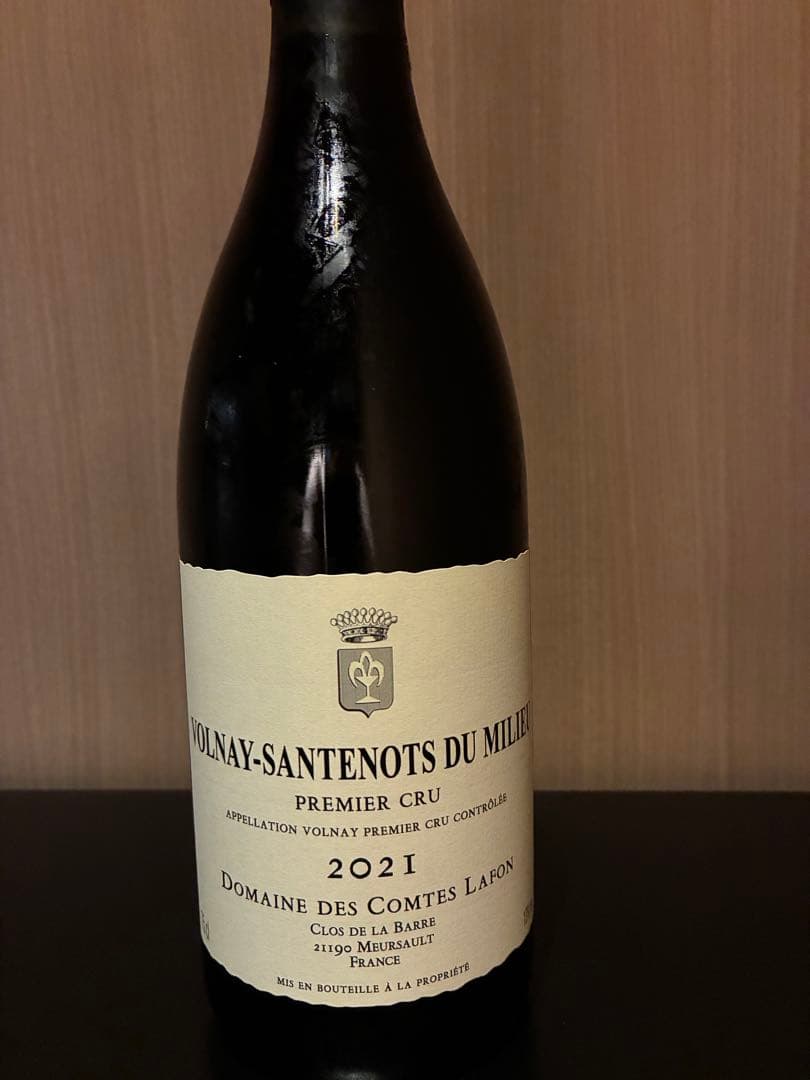 VOLNAY-SANTENOTS DU MILIEU
PREMIER CRU
APPELLATION VOLNAY PREMIER CRU CONTRÔLÉE
2021
DOMAINE DES COMTES LAFON
CLOS DE LA BARRE
21190 MEURSAULT
FRANCE
MIS EN BOUTEILLE À LA PROPRIÉTÉ